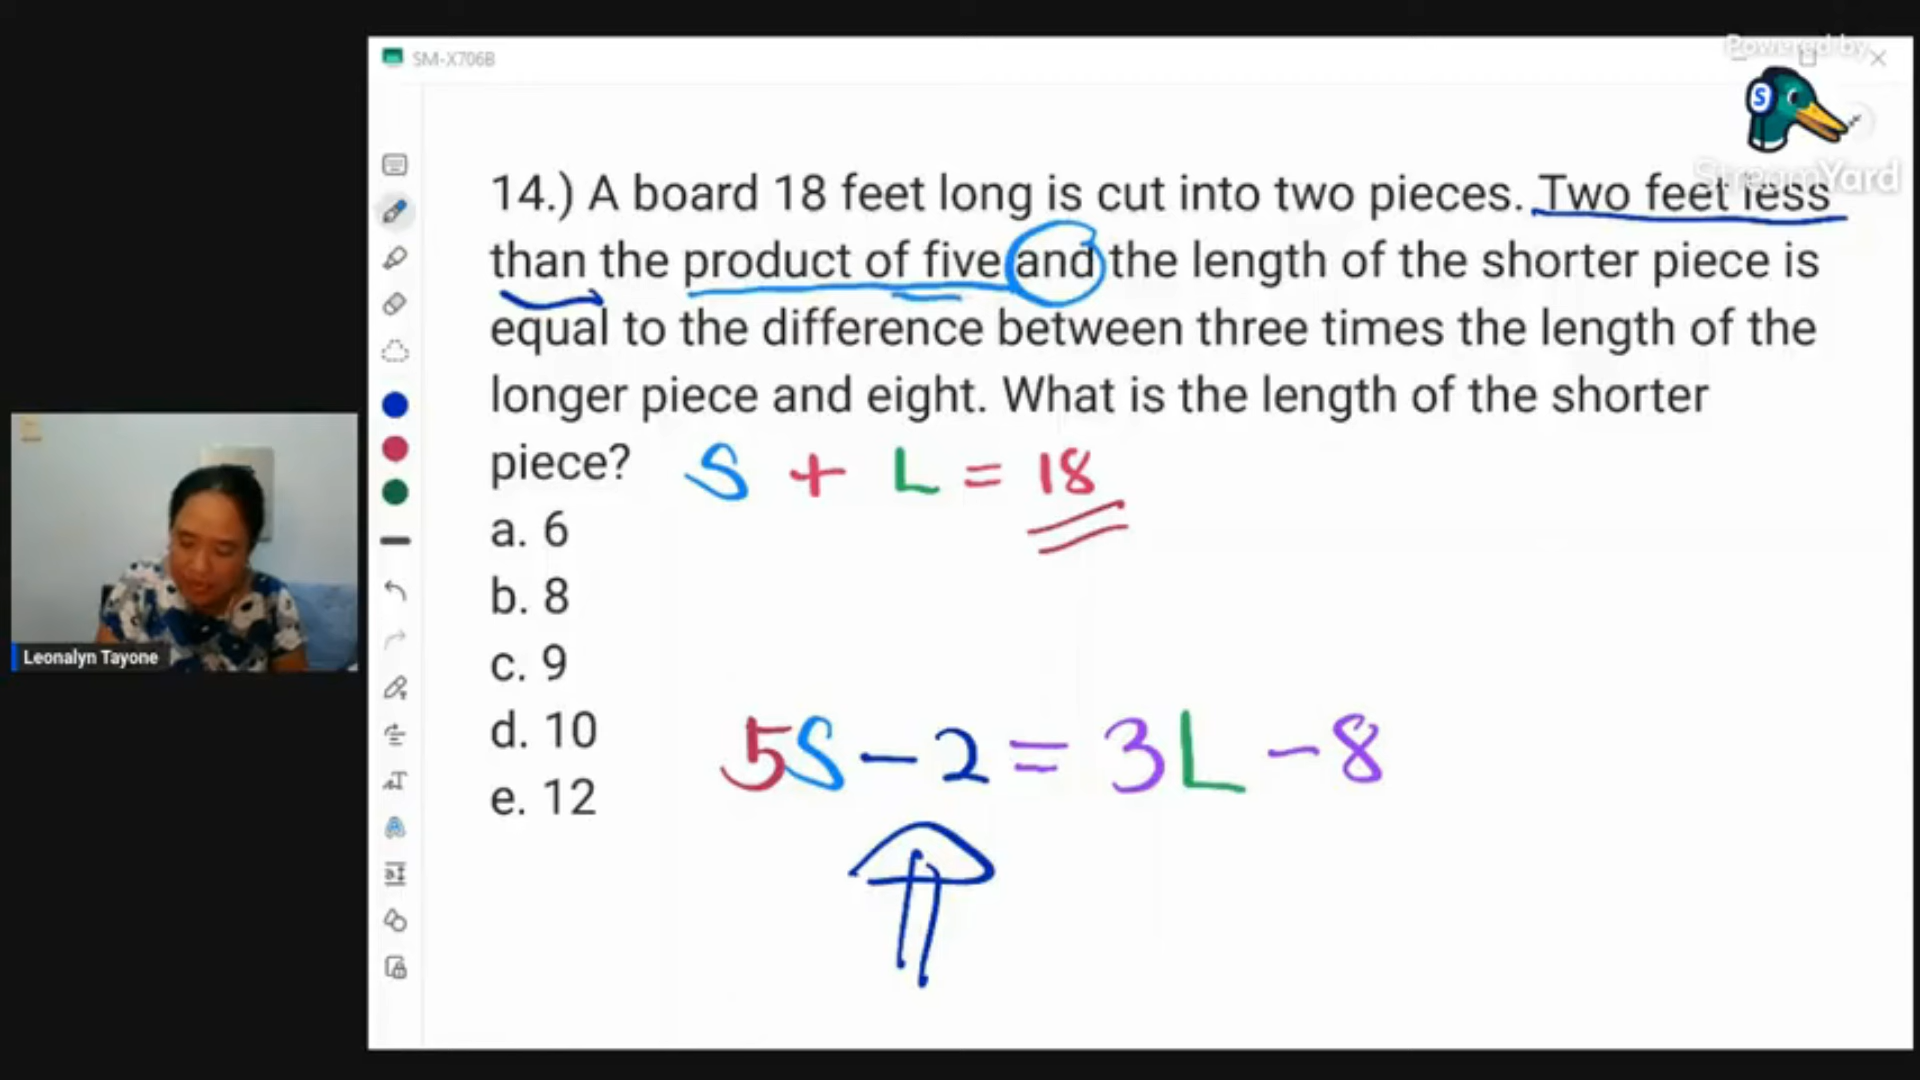 SM-X706B
Powered by
StreamYard
14.) A board 18 feet long is cut into two pieces. Two feet less
than the product of five and the length of the shorter piece is
equal to the difference between three times the length of the
longer piece and eight. What is the length of the shorter
piece? S + L = 18
a. 6
b. 8
c. 9
d. 10
e. 12
5S - 2 = 3L - 8
Leonalyn Tayone